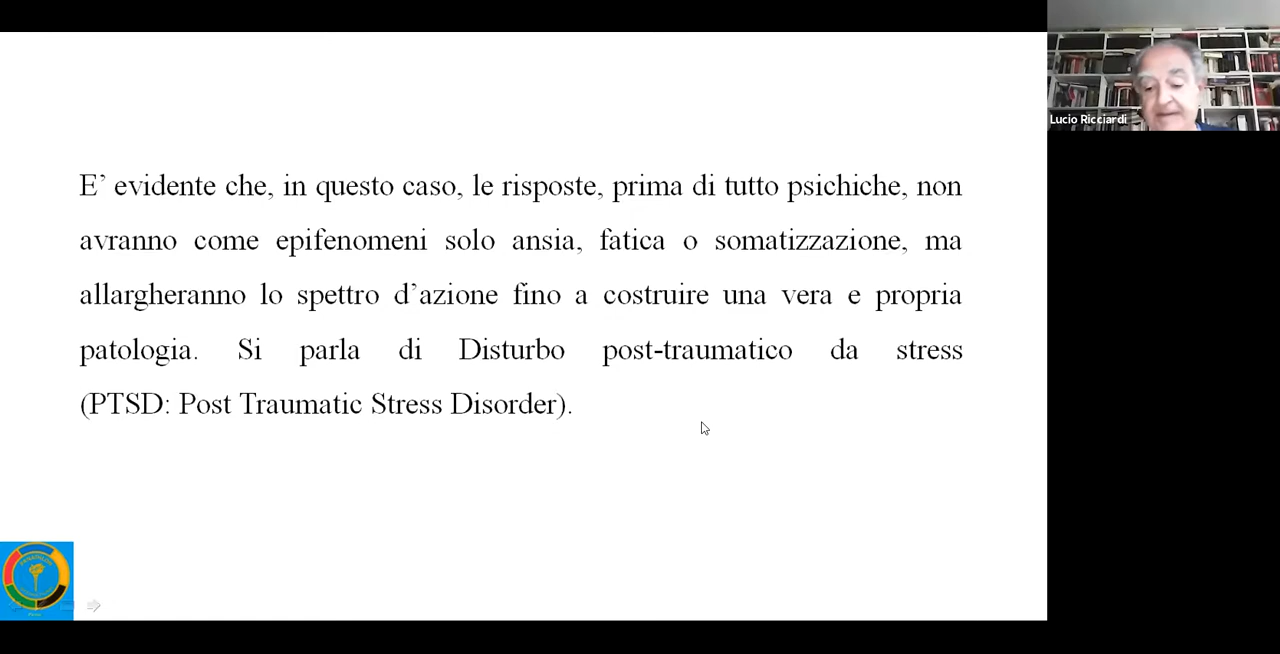 E’ evidente che, in questo caso, le risposte, prima di tutto psichiche, non
avranno come epifenomeni solo ansia, fatica o somatizzazione, ma
allargheranno lo spettro d’azione fino a costruire una vera e propria
patologia. Si parla di Disturbo post-traumatico da stress
(PTSD: Post Traumatic Stress Disorder).
Lucio Ricciardi